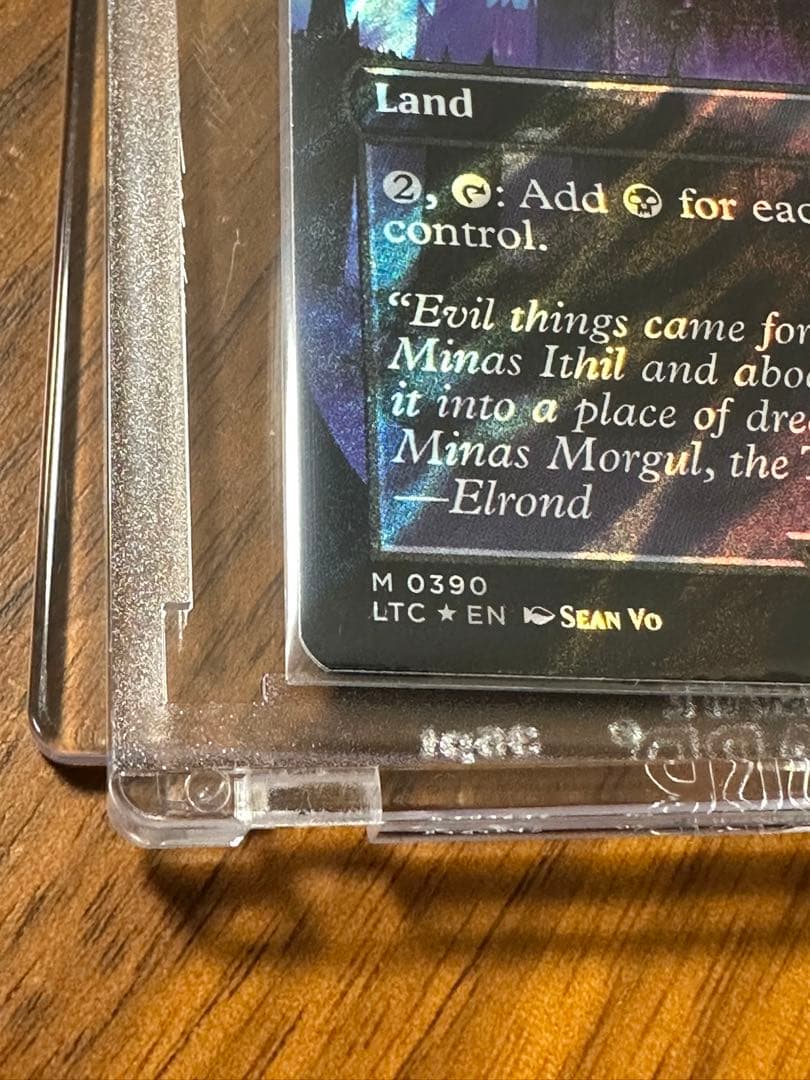 Land
2, : Add for eac
control.
“Evil things came for
Minas Ithil and abo
it into a place of dre
Minas Morgul, the
—Elrond
M 0390
LTC ★ EN SEAN VO